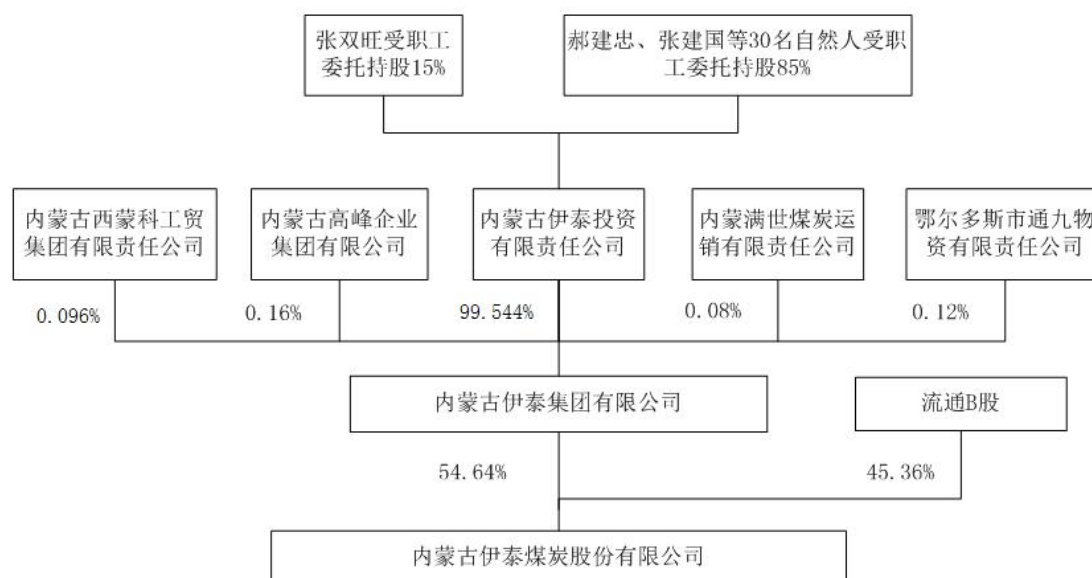 张双旺受职工
委托持股15%
郝建忠、张建国等30名自然人受职
工委托持股85%
内蒙古西蒙科工贸
集团有限责任公司
内蒙古高峰企业
集团有限公司
内蒙古伊泰投资
有限责任公司
内蒙满世煤炭运
销有限责任公司
鄂尔多斯市通九物
资有限责任公司
0.096%
0.16%
99.544%
0.08%
0.12%
内蒙古伊泰集团有限公司
流通B股
54.64%
45.36%
内蒙古伊泰煤炭股份有限公司